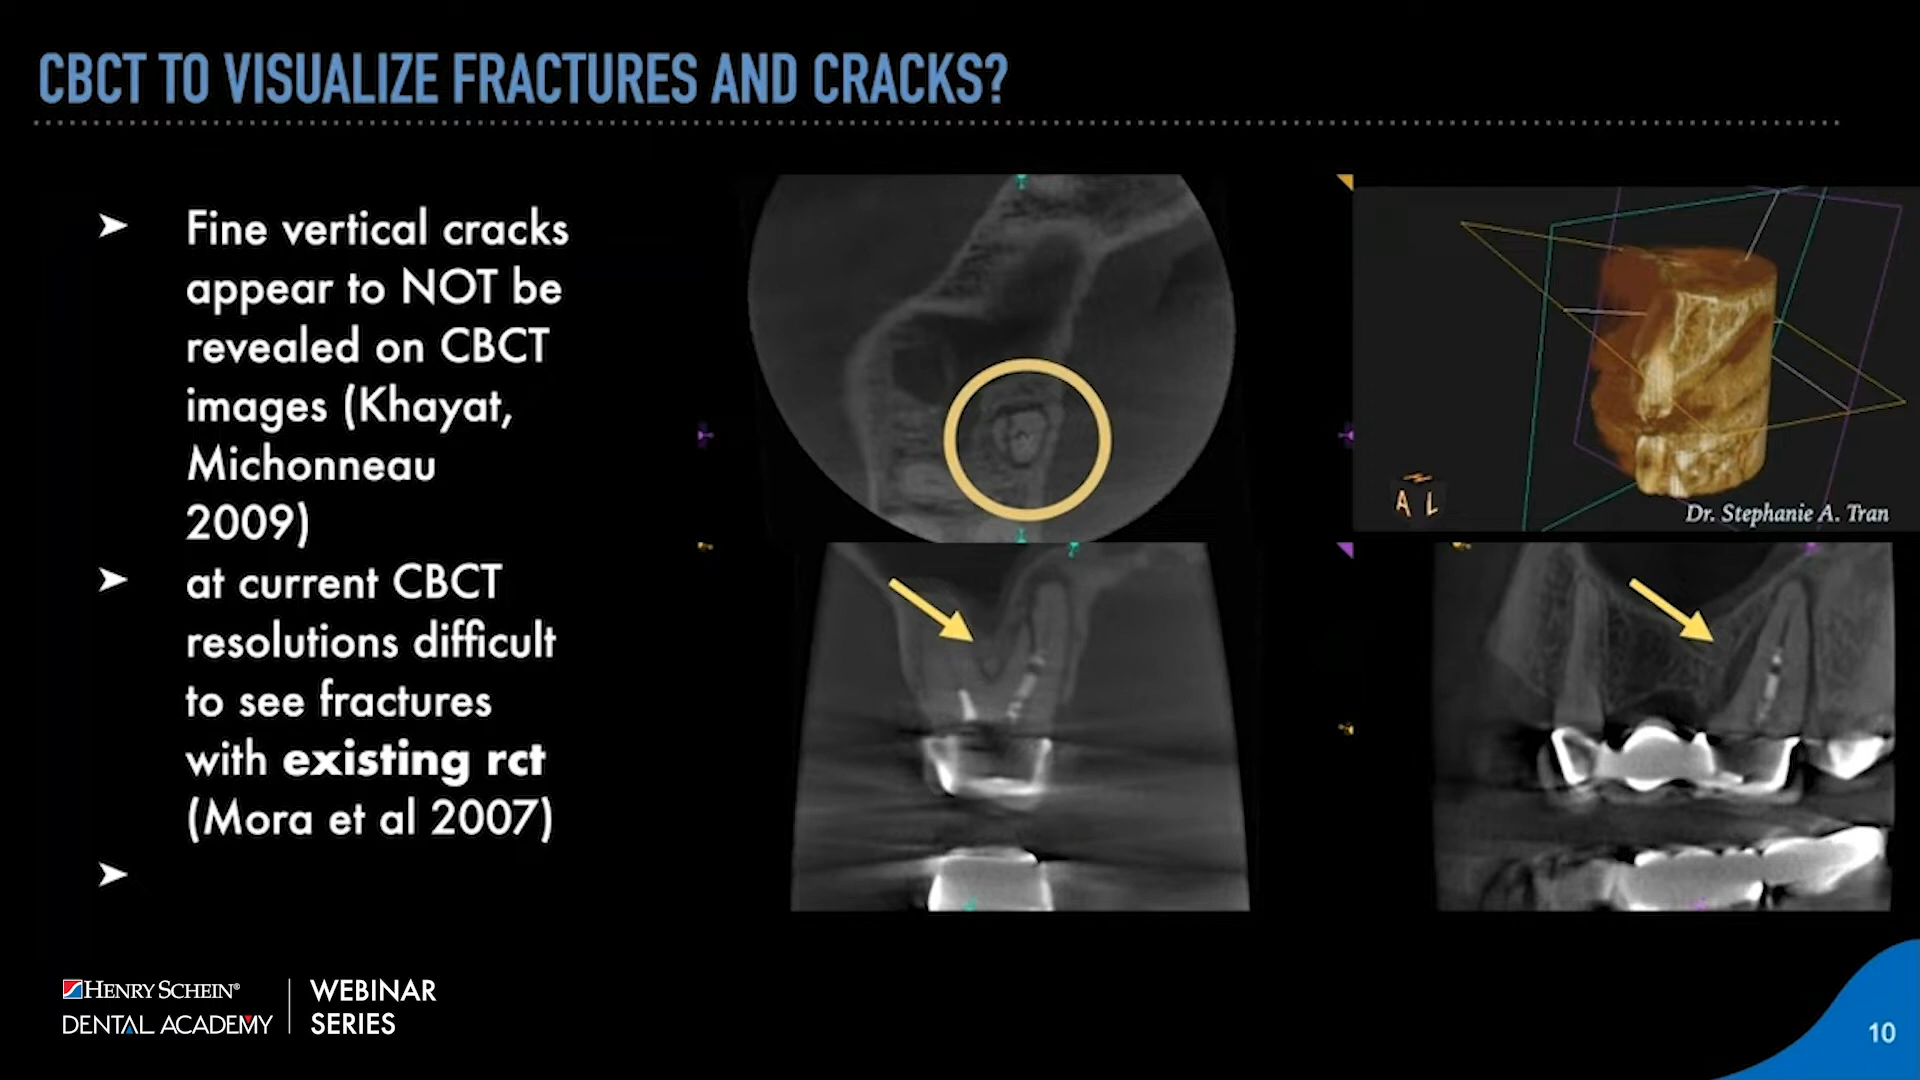 CBCT TO VISUALIZE FRACTURES AND CRACKS?
➤ Fine vertical cracks
appear to NOT be
revealed on CBCT
images (Khayat,
Michonneau
2009)
➤ at current CBCT
resolutions difficult
to see fractures
with existing rct
(Mora et al 2007)
➤
A L
Dr. Stephanie A. Tran
HENRY SCHEIN®
DENTAL ACADEMY
WEBINAR
SERIES
10